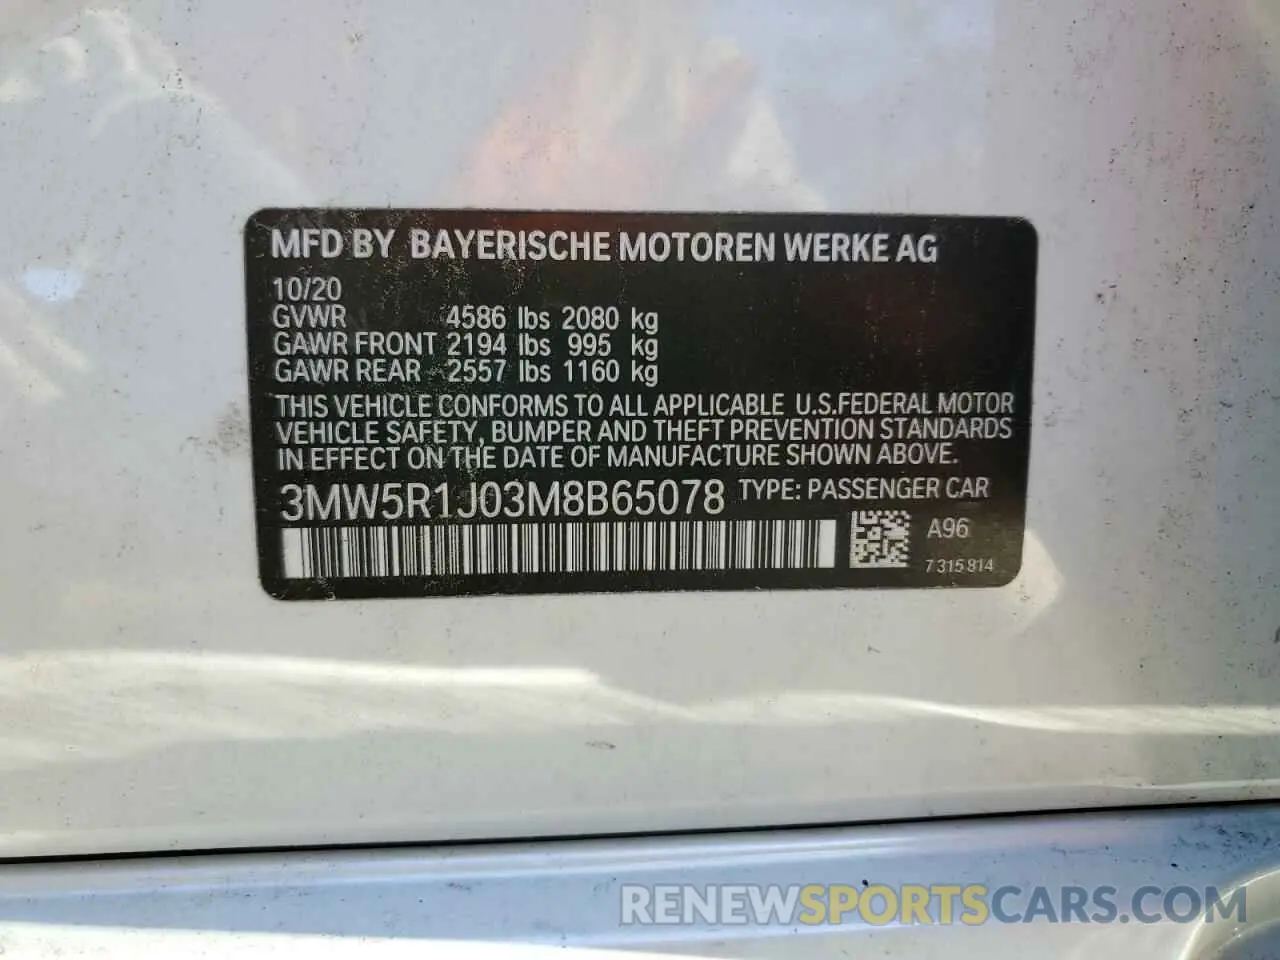 MFD BY BAYERISCHE MOTOREN WERKE AG
10/20
GVWR 4586 lbs 2080 kg
GAWR FRONT 2194 lbs 995 kg
GAWR REAR 2557 lbs 1160 kg
THIS VEHICLE CONFORMS TO ALL APPLICABLE U.S.FEDERAL MOTOR
VEHICLE SAFETY, BUMPER AND THEFT PREVENTION STANDARDS
IN EFFECT ON THE DATE OF MANUFACTURE SHOWN ABOVE.
3MW5R1J03M8B65078 TYPE: PASSENGER CAR
A96
7315814
RENEWSPORTSCARS.COM